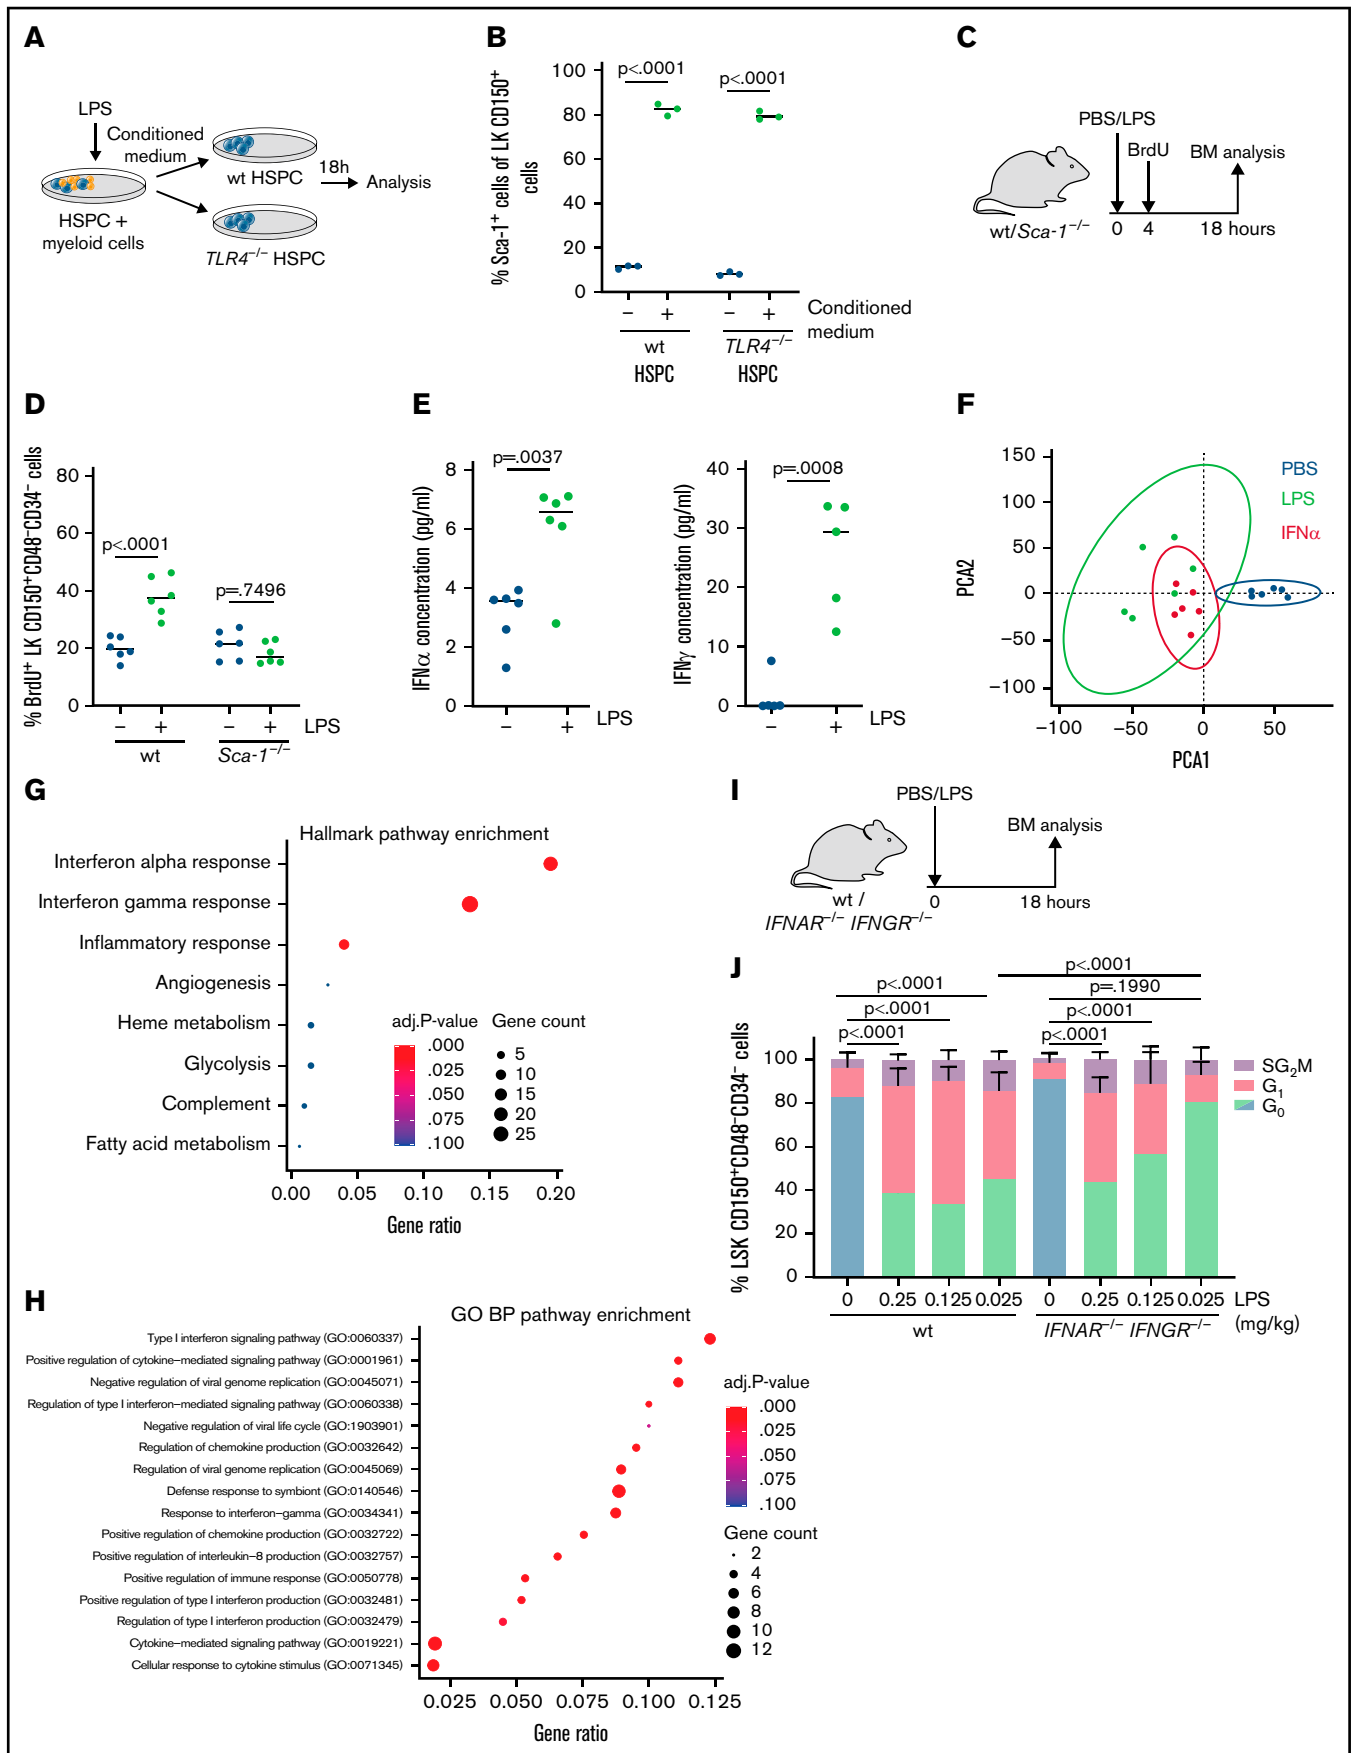 A
LPS
Conditioned
medium
wt HSPC
18h
Analysis
HSPC +
myeloid cells
TLR4−/− HSPC
B
% Sca-1+ cells of LK CD150+
cells
100
80
60
40
20
0
p<.0001
p<.0001
− + − +
Conditioned
medium
wt
TLR4−/−
HSPC
HSPC
C
PBS/LPS
BrdU
BM analysis
wt/Sca-1−/−
0 4 18 hours
D
% BrdU+ LK CD150+CD48−CD34− cells
80
60
40
20
0
p<.0001
p=.7496
− + − + LPS
wt
Sca-1−/−
E
IFNα concentration (pg/ml)
8
6
4
2
0
p=.0037
− + LPS
IFNγ concentration (pg/ml)
40
30
20
10
0
p=.0008
− + LPS
F
PCA2
150
100
50
0
−50
−100
PBS
LPS
IFNα
−100 −50 0 50
PCA1
G
Hallmark pathway enrichment
Interferon alpha response
Interferon gamma response
Inflammatory response
Angiogenesis
Heme metabolism
Glycolysis
Complement
Fatty acid metabolism
adj.P-value
.000
.025
.050
.075
.100
Gene count
5
10
15
20
25
0.00 0.05 0.10 0.15 0.20
Gene ratio
H
GO BP pathway enrichment
Type I interferon signaling pathway (GO:0060337)
Positive regulation of cytokine−mediated signaling pathway (GO:0001961)
Negative regulation of viral genome replication (GO:0045071)
Regulation of type I interferon−mediated signaling pathway (GO:0060338)
Negative regulation of viral life cycle (GO:1903901)
Regulation of chemokine production (GO:0032642)
Regulation of viral genome replication (GO:0045069)
Defense response to symbiont (GO:0140546)
Response to interferon−gamma (GO:0034341)
Positive regulation of chemokine production (GO:0032722)
Positive regulation of interleukin−8 production (GO:0032757)
Positive regulation of immune response (GO:0050778)
Positive regulation of type I interferon production (GO:0032481)
Regulation of type I interferon production (GO:0032479)
Cytokine−mediated signaling pathway (GO:0019221)
Cellular response to cytokine stimulus (GO:0071345)
adj.P-value
.000
.025
.050
.075
.100
Gene count
2
4
6
8
10
12
0.025 0.050 0.075 0.100 0.125
Gene ratio
I
PBS/LPS
BM analysis
wt /
IFNAR−/− IFNGR−/−
0
18 hours
J
% LSK CD150+CD48−CD34− cells
100
80
60
40
20
0
p<.0001
p<.0001
p=.1990
p<.0001
p<.0001
p<.0001
p<.0001
SG2M
G1
G0
0 0.25 0.125 0.025 0 0.25 0.125 0.025 LPS
(mg/kg)
wt
IFNAR−/− IFNGR−/−